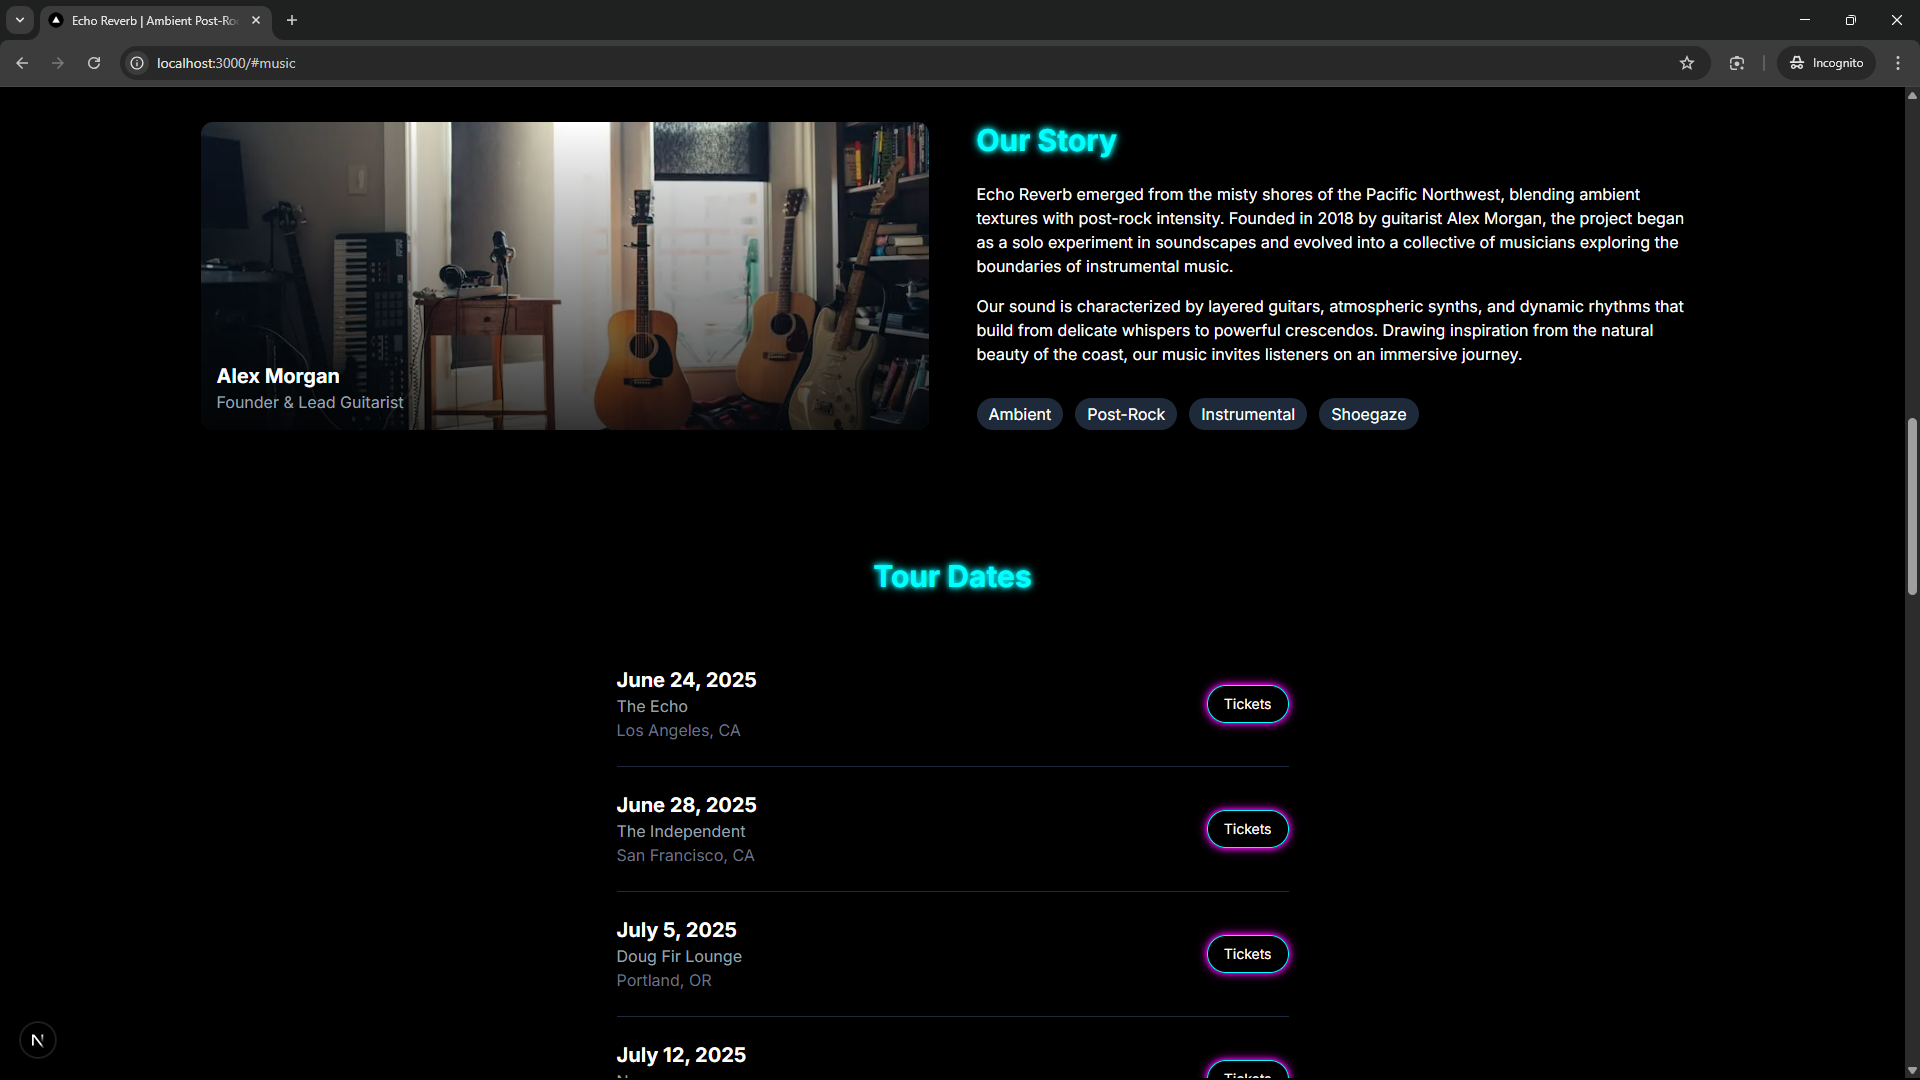 Echo Reverb | Ambient Post-Ro
localhost:3000/#music
Incognito
Alex Morgan
Founder & Lead Guitarist
Our Story
Echo Reverb emerged from the misty shores of the Pacific Northwest, blending ambient
textures with post-rock intensity. Founded in 2018 by guitarist Alex Morgan, the project began
as a solo experiment in soundscapes and evolved into a collective of musicians exploring the
boundaries of instrumental music.
Our sound is characterized by layered guitars, atmospheric synths, and dynamic rhythms that
build from delicate whispers to powerful crescendos. Drawing inspiration from the natural
beauty of the coast, our music invites listeners on an immersive journey.
Ambient
Post-Rock
Instrumental
Shoegaze
Tour Dates
June 24, 2025
The Echo
Los Angeles, CA
Tickets
June 28, 2025
The Independent
San Francisco, CA
Tickets
July 5, 2025
Doug Fir Lounge
Portland, OR
Tickets
July 12, 2025
Tickets
N